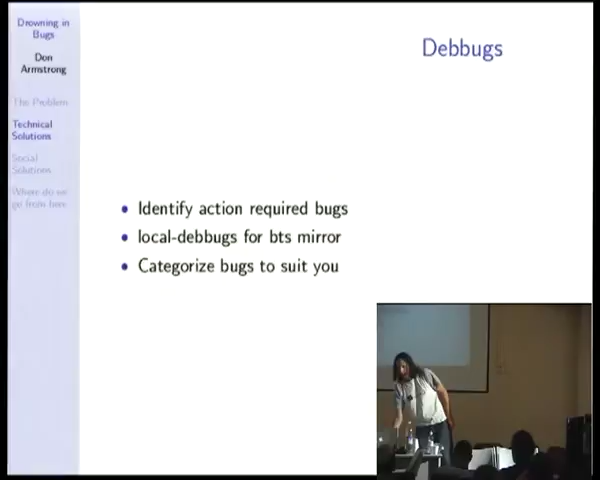 Drowning in
Bugs
Don
Armstrong
The Problem
Technical
Solutions
Social
Solutions
Where do we
go from here
Debbugs
• Identify action required bugs
• local-debbugs for bts mirror
• Categorize bugs to suit you